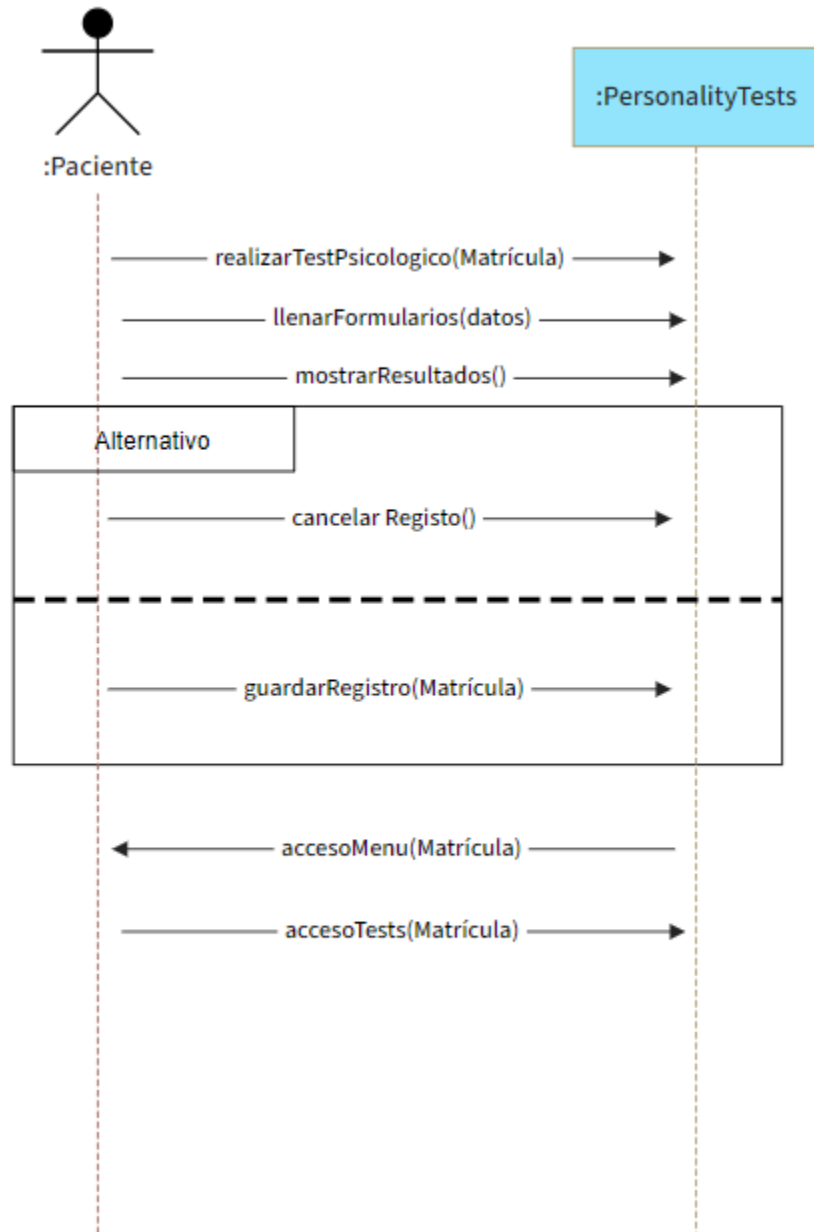 :PersonalityTests
:Paciente
realizarTestPsicologico(Matrícula)
llenarFormularios(datos)
mostrarResultados()
Alternativo
cancelar Registo()
guardarRegistro(Matrícula)
accesoMenu(Matrícula)
accesoTests(Matrícula)